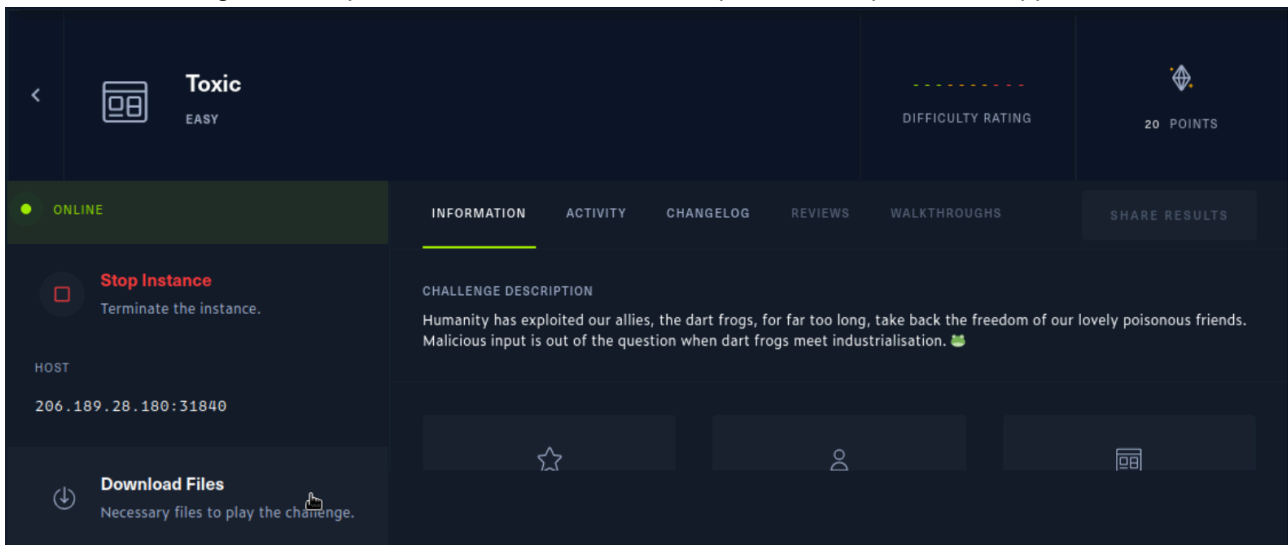 Toxic
EASY
DIFFICULTY RATING
20 POINTS
ONLINE
INFORMATION ACTIVITY CHANGELOG REVIEWS WALKTHROUGHS SHARE RESULTS
Stop Instance
Terminate the instance.
CHALLENGE DESCRIPTION
Humanity has exploited our allies, the dart frogs, for far too long, take back the freedom of our lovely poisonous friends.
Malicious input is out of the question when dart frogs meet industrialisation. 🐸
HOST
206.189.28.180:31840
Download Files
Necessary files to play the challenge.